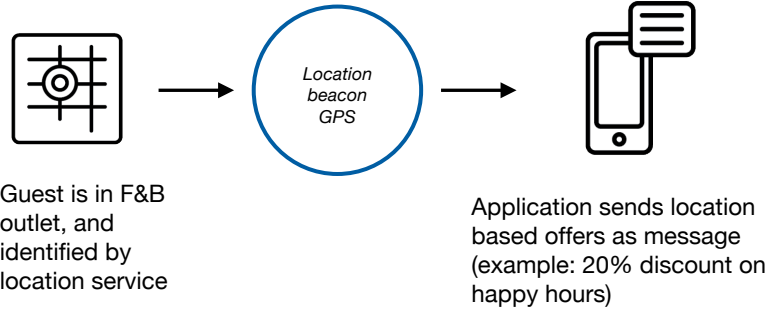 Location
beacon
GPS
Guest is in F&B
outlet, and
identified by
location service
Application sends location
based offers as message
(example: 20% discount on
happy hours)